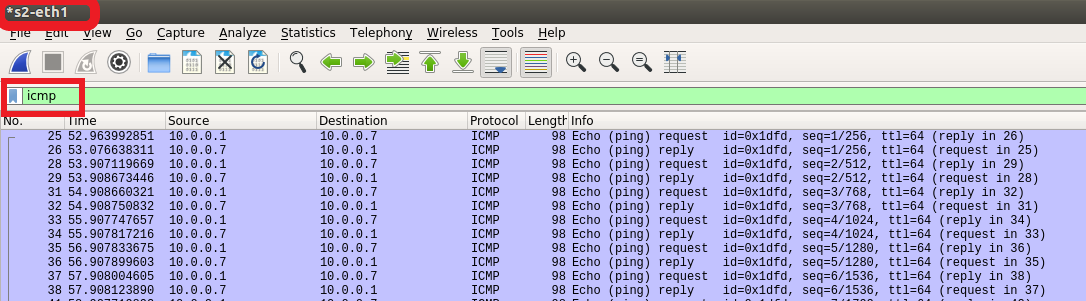 *s2-eth1
File Edit View Go Capture Analyze Statistics Telephony Wireless Tools Help
icmp
No. Time Source Destination Protocol Length Info
25 52.963992851 10.0.0.1 10.0.0.7 ICMP 98 Echo (ping) request id=0x1dfd, seq=1/256, ttl=64 (reply in 26)
26 53.076638311 10.0.0.7 10.0.0.1 ICMP 98 Echo (ping) reply id=0x1dfd, seq=1/256, ttl=64 (request in 25)
28 53.907119669 10.0.0.1 10.0.0.7 ICMP 98 Echo (ping) request id=0x1dfd, seq=2/512, ttl=64 (reply in 29)
29 53.908673446 10.0.0.7 10.0.0.1 ICMP 98 Echo (ping) reply id=0x1dfd, seq=2/512, ttl=64 (request in 28)
31 54.908660321 10.0.0.1 10.0.0.7 ICMP 98 Echo (ping) request id=0x1dfd, seq=3/768, ttl=64 (reply in 32)
32 54.908750832 10.0.0.7 10.0.0.1 ICMP 98 Echo (ping) reply id=0x1dfd, seq=3/768, ttl=64 (request in 31)
33 55.907747657 10.0.0.1 10.0.0.7 ICMP 98 Echo (ping) request id=0x1dfd, seq=4/1024, ttl=64 (reply in 34)
34 55.907817216 10.0.0.7 10.0.0.1 ICMP 98 Echo (ping) reply id=0x1dfd, seq=4/1024, ttl=64 (request in 33)
35 56.907833675 10.0.0.1 10.0.0.7 ICMP 98 Echo (ping) request id=0x1dfd, seq=5/1280, ttl=64 (reply in 36)
36 56.907899603 10.0.0.7 10.0.0.1 ICMP 98 Echo (ping) reply id=0x1dfd, seq=5/1280, ttl=64 (request in 35)
37 57.908004605 10.0.0.1 10.0.0.7 ICMP 98 Echo (ping) request id=0x1dfd, seq=6/1536, ttl=64 (reply in 38)
38 57.908123890 10.0.0.7 10.0.0.1 ICMP 98 Echo (ping) reply id=0x1dfd, seq=6/1536, ttl=64 (request in 37)